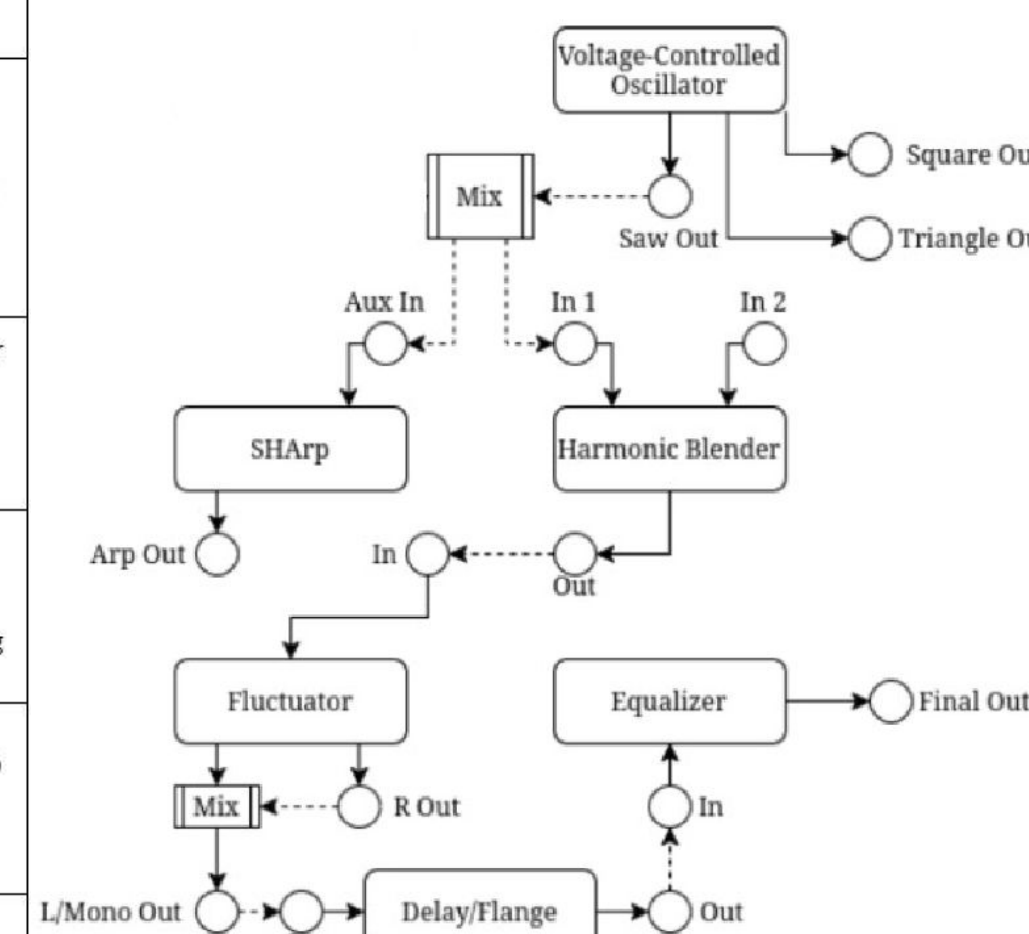 Voltage-Controlled
Oscillator
Square Ou
Mix
Saw Out
Triangle Ou
Aux In
In 1
In 2
SHArp
Harmonic Blender
Arp Out
In
Out
Fluctuator
Equalizer
Final Out
Mix
R Out
In
L/Mono Out
Delay/Flange
Out